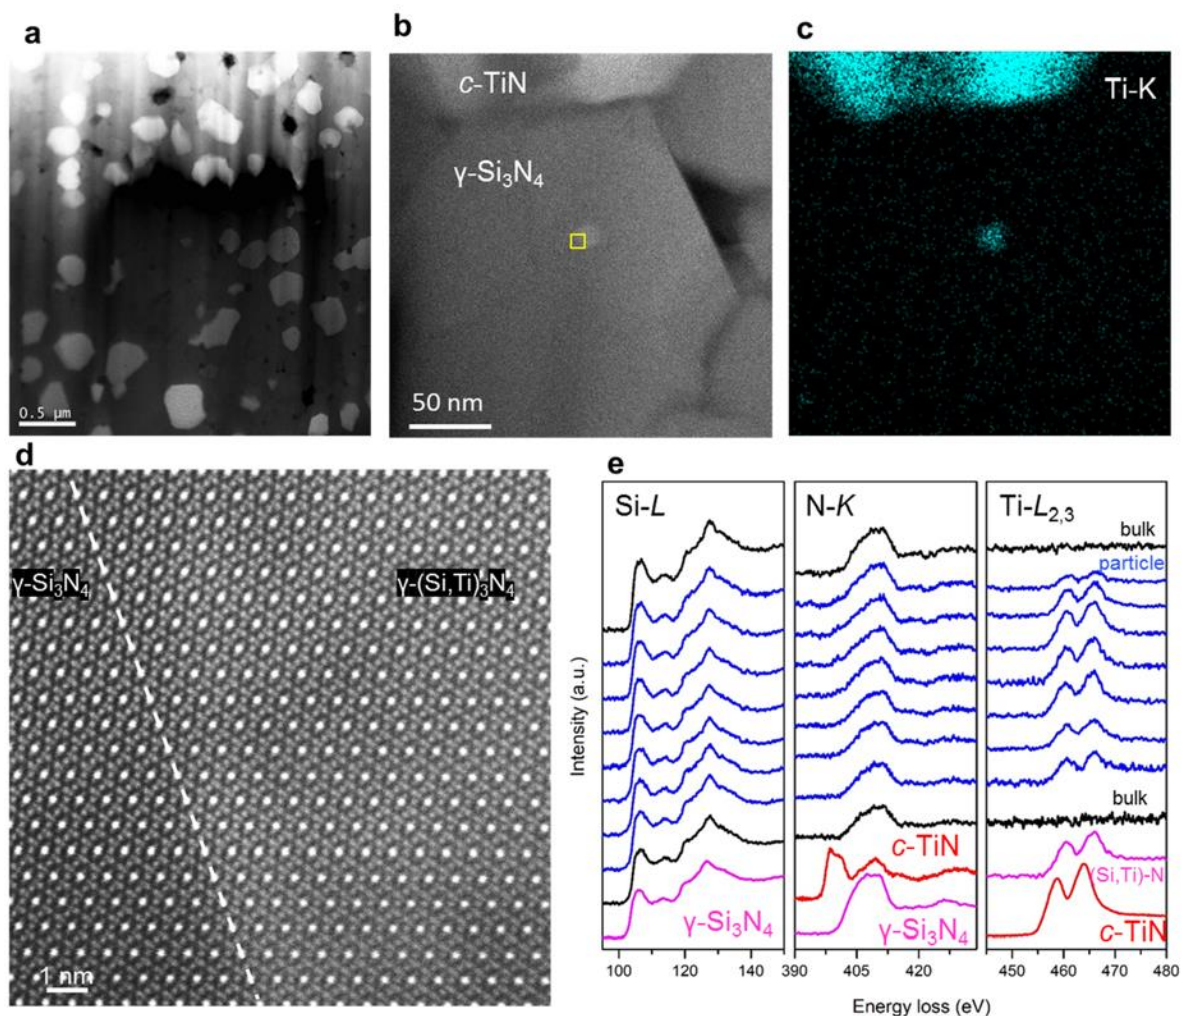 a
0.5 μm
b
c-TiN
γ-Si₃N₄
50 nm
c
Ti-K
d
γ-Si₃N₄
γ-(Si,Ti)₃N₄
1 nm
e
Intensity (a.u.)
Si-L
γ-Si₃N₄
100 120 140
N-K
c-TiN
γ-Si₃N₄
390 405 420
Ti-L₂,₃
bulk
particle
bulk
(Si,Ti)-N
c-TiN
450 460 470 480
Energy loss (eV)